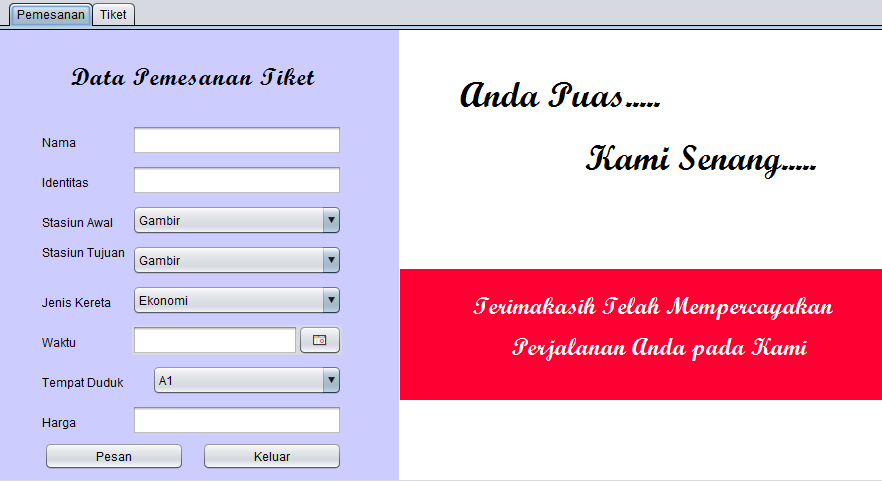 Pemesanan Tiket
Data Pemesanan Tiket
Nama
Identitas
Stasiun Awal Gambir
Stasiun Tujuan Gambir
Jenis Kereta Ekonomi
Waktu
Tempat Duduk A1
Harga
Pesan Keluar
Anda Puas.....
Kami Senang.....
Terimakasih Telah Mempercayakan
Perjalanan Anda pada Kami